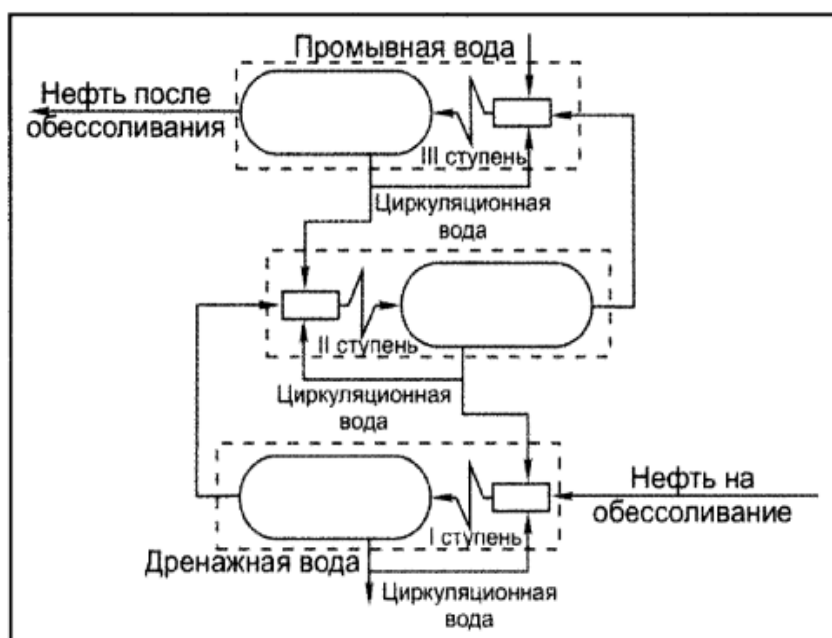 Промывная вода
Нефть после
обессоливания
III ступень
Циркуляционная
вода
II ступень
Циркуляционная
вода
Нефть на
обессоливание
I ступень
Дренажная вода
Циркуляционная
вода